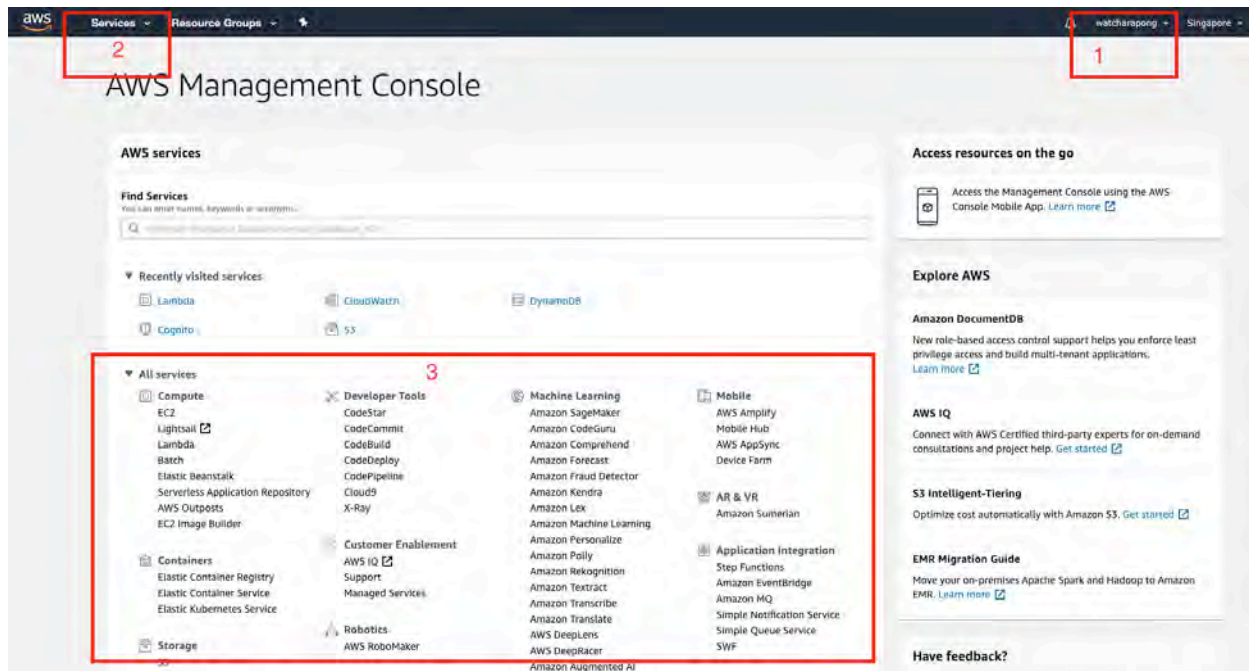 aws Services Resource Groups watcharapong Singapore
2
1
AWS Management Console
AWS services
Find Services
You can enter names, keywords or acronyms.
Recently visited services
Lambda CloudWatch DynamoDB
Cognito S3
3
All services
Compute
EC2
Lightsail
Lambda
Batch
Elastic Beanstalk
Serverless Application Repository
AWS Outposts
EC2 Image Builder
Containers
Elastic Container Registry
Elastic Container Service
Elastic Kubernetes Service
Storage
S3
Developer Tools
CodeStar
CodeCommit
CodeBuild
CodeDeploy
CodePipeline
Cloud9
X-Ray
Customer Enablement
AWS IQ
Support
Managed Services
Robotics
AWS RoboMaker
Machine Learning
Amazon SageMaker
Amazon CodeGuru
Amazon Comprehend
Amazon Forecast
Amazon Fraud Detector
Amazon Kendra
Amazon Lex
Amazon Machine Learning
Amazon Personalize
Amazon Polly
Amazon Rekognition
Amazon Textract
Amazon Transcribe
Amazon Translate
AWS DeepLens
AWS DeepRacer
Amazon Augmented AI
Mobile
AWS Amplify
Mobile Hub
AWS AppSync
Device Farm
AR & VR
Amazon Sumerian
Application Integration
Step Functions
Amazon EventBridge
Amazon MQ
Simple Notification Service
Simple Queue Service
SWF
Access resources on the go
Access the Management Console using the AWS
Console Mobile App. Learn more
Explore AWS
Amazon DocumentDB
New role-based access control support helps you enforce least
privilege access and build multi-tenant applications.
Learn more
AWS IQ
Connect with AWS Certified third-party experts for on-demand
consultations and project help. Get started
S3 Intelligent-Tiering
Optimize cost automatically with Amazon S3. Get started
EMR Migration Guide
Move your on-premises Apache Spark and Hadoop to Amazon
EMR. Learn more
Have feedback?